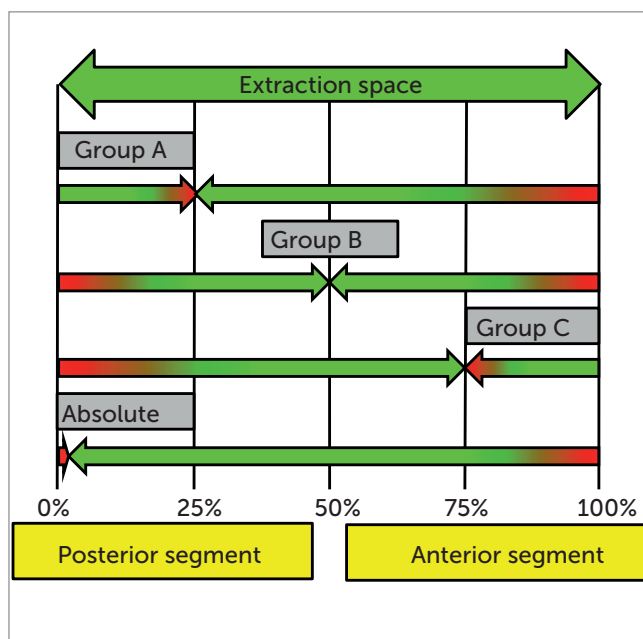 Extraction space
Group A
Group B
Group C
Absolute
0% 25% 50% 75% 100%
Posterior segment Anterior segment